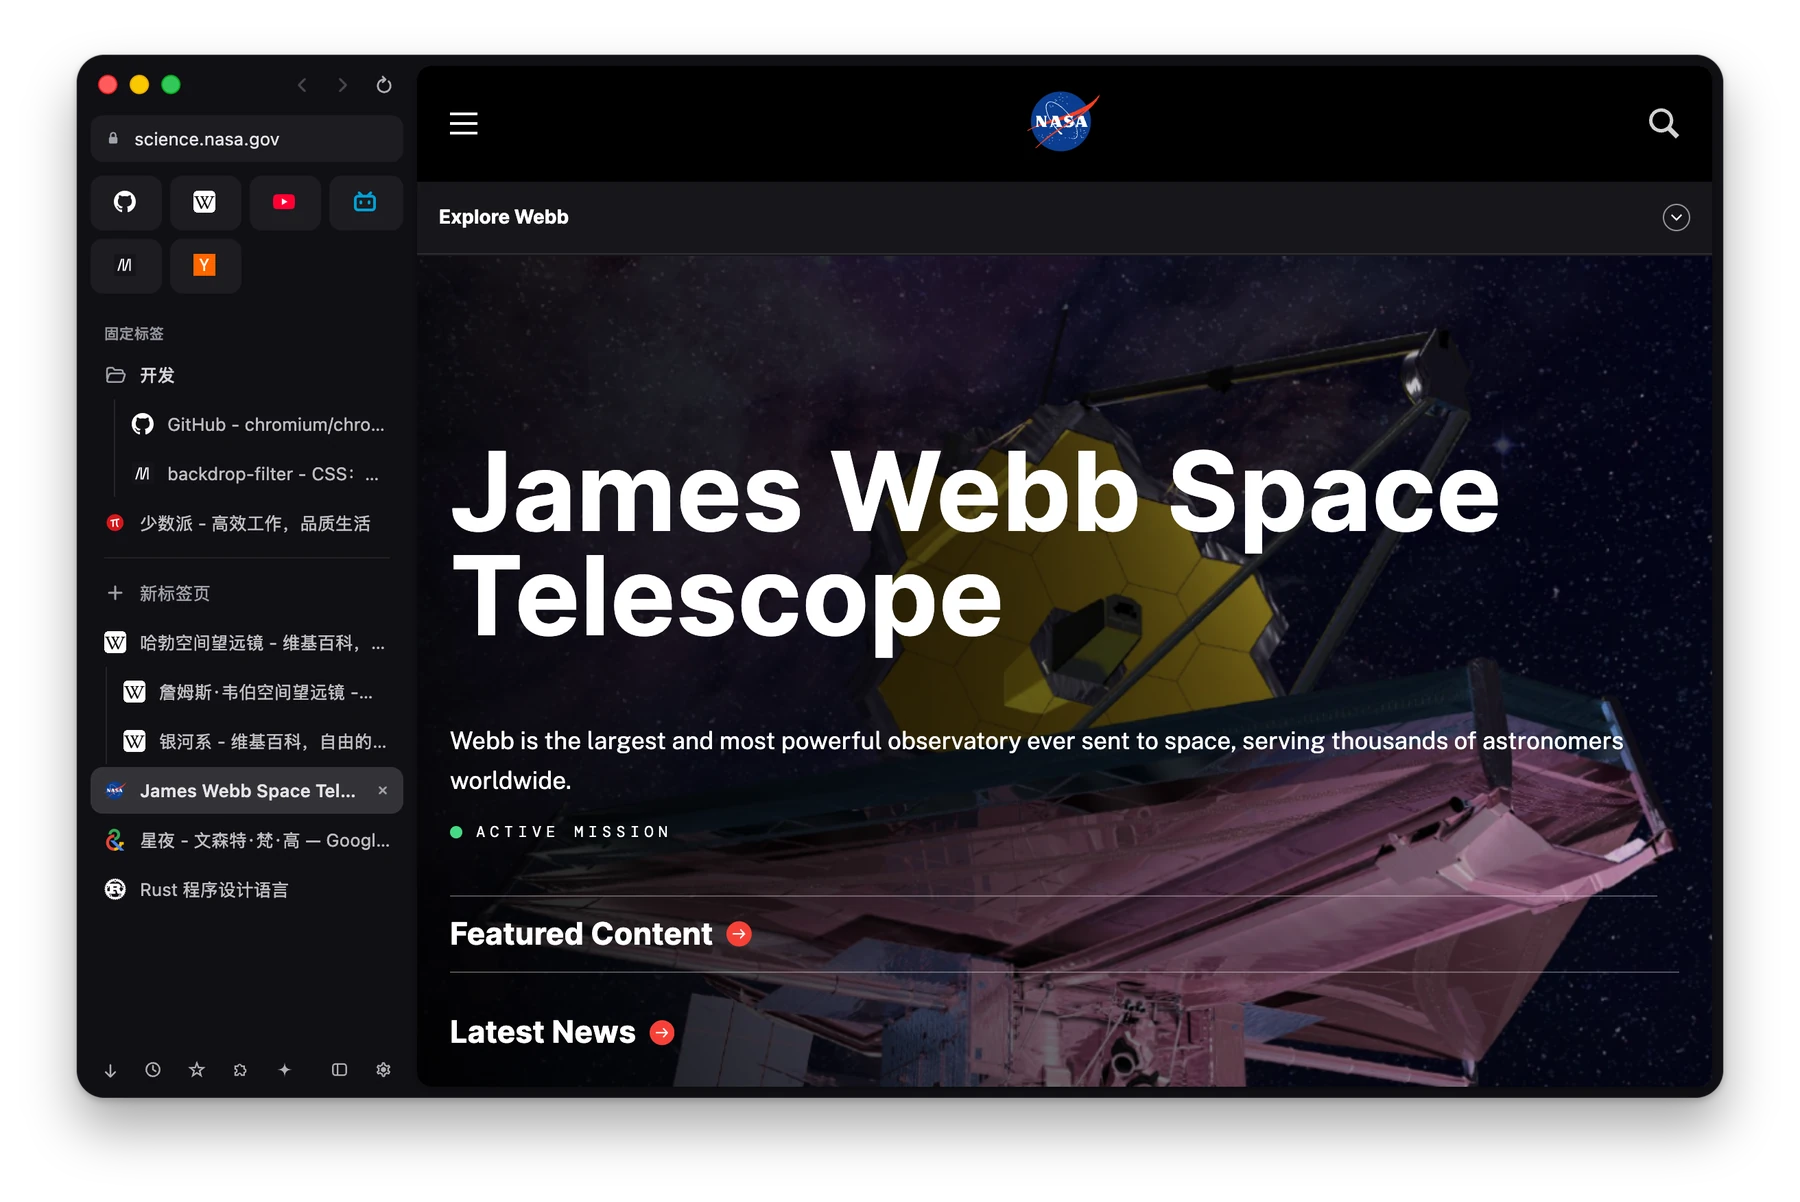 science.nasa.gov
固定标签
开发
GitHub - chromium/chro...
backdrop-filter - CSS： ...
少数派 - 高效工作，品质生活
新标签页
哈勃空间望远镜 - 维基百科，...
詹姆斯·韦伯空间望远镜 -...
银河系 - 维基百科，自由的...
James Webb Space Tel...
星夜 - 文森特·梵·高 — Googl...
Rust 程序设计语言
NASA
Explore Webb
James Webb Space
Telescope
Webb is the largest and most powerful observatory ever sent to space, serving thousands of astronomers
worldwide.
ACTIVE MISSION
Featured Content
Latest News